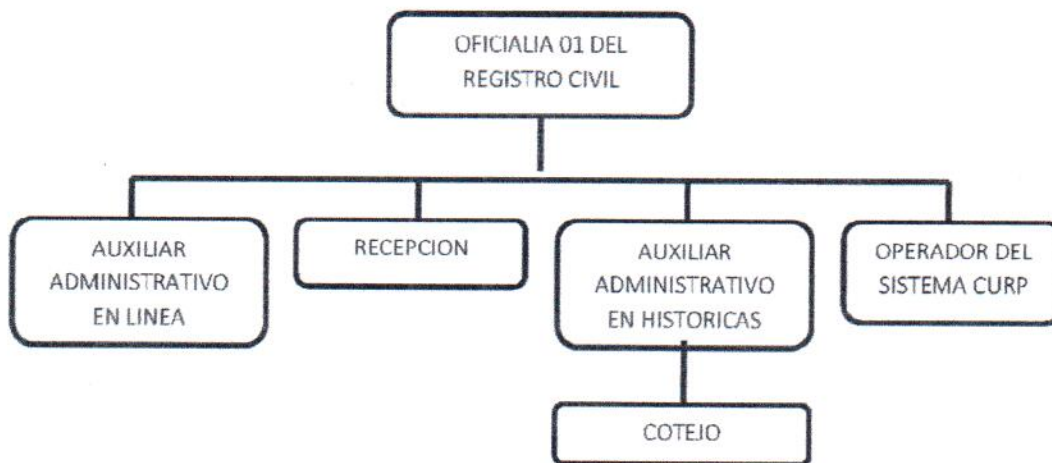 OFICIALIA 01 DEL
REGISTRO CIVIL
AUXILIAR
ADMINISTRATIVO
EN LINEA
RECEPCION
AUXILIAR
ADMINISTRATIVO
EN HISTORICAS
OPERADOR DEL
SISTEMA CURP
COTEJO